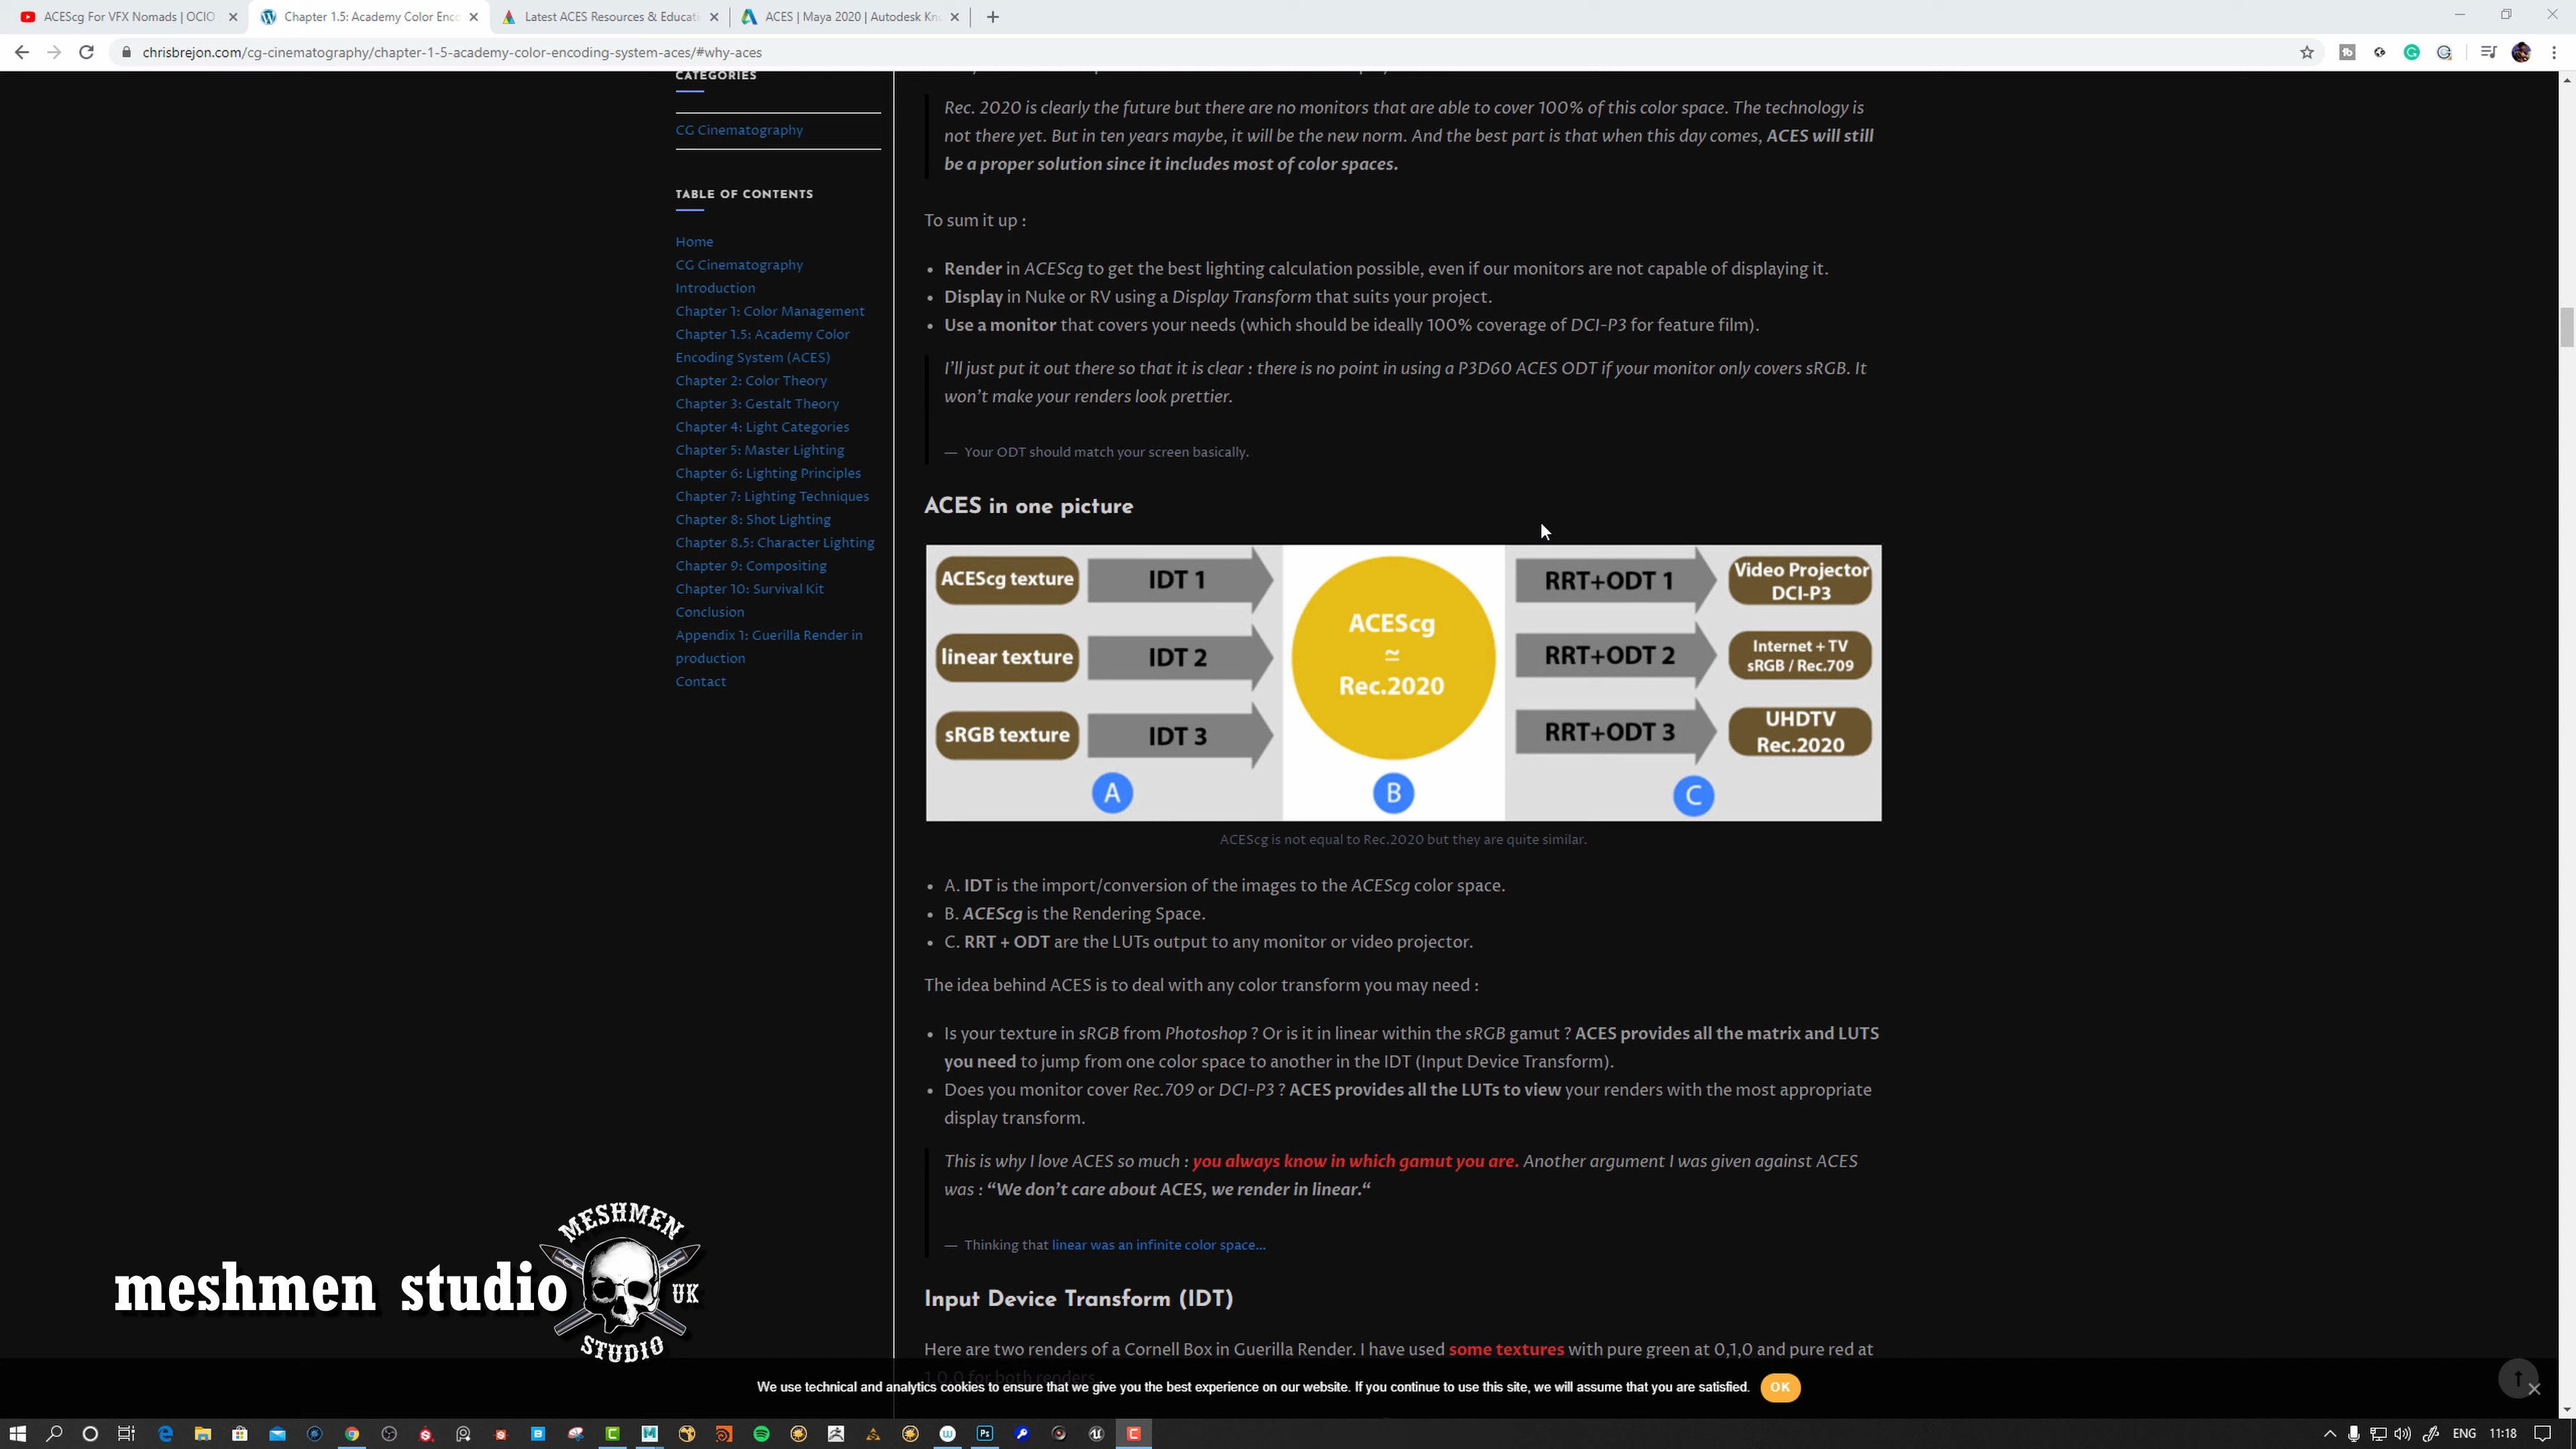 ACEScg For VFX Nomads | OCIO
Chapter 1.5: Academy Color Enc
Latest ACES Resources & Educati
ACES | Maya 2020 | Autodesk Kn
chrisbrejon.com/cg-cinematography/chapter-1-5-academy-color-encoding-system-aces/#why-aces
CATEGORIES
CG Cinematography
TABLE OF CONTENTS
Home
CG Cinematography
Introduction
Chapter 1: Color Management
Chapter 1.5: Academy Color
Encoding System (ACES)
Chapter 2: Color Theory
Chapter 3: Gestalt Theory
Chapter 4: Light Categories
Chapter 5: Master Lighting
Chapter 6: Lighting Principles
Chapter 7: Lighting Techniques
Chapter 8: Shot Lighting
Chapter 8.5: Character Lighting
Chapter 9: Compositing
Chapter 10: Survival Kit
Conclusion
Appendix 1: Guerilla Render in
production
Contact
Rec. 2020 is clearly the future but there are no monitors that are able to cover 100% of this color space. The technology is
not there yet. But in ten years maybe, it will be the new norm. And the best part is that when this day comes, ACES will still
be a proper solution since it includes most of color spaces.
To sum it up :
• Render in ACEScg to get the best lighting calculation possible, even if our monitors are not capable of displaying it.
• Display in Nuke or RV using a Display Transform that suits your project.
• Use a monitor that covers your needs (which should be ideally 100% coverage of DCI-P3 for feature film).
I'll just put it out there so that it is clear : there is no point in using a P3D60 ACES ODT if your monitor only covers sRGB. It
won't make your renders look prettier.
— Your ODT should match your screen basically.
ACES in one picture
ACEScg texture
IDT 1
linear texture
IDT 2
sRGB texture
IDT 3
A
ACEScg
≃
Rec.2020
B
RRT+ODT 1
Video Projector
DCI-P3
RRT+ODT 2
Internet + TV
sRGB / Rec.709
RRT+ODT 3
UHDTV
Rec.2020
C
ACEScg is not equal to Rec.2020 but they are quite similar.
• A. IDT is the import/conversion of the images to the ACEScg color space.
• B. ACEScg is the Rendering Space.
• C. RRT + ODT are the LUTs output to any monitor or video projector.
The idea behind ACES is to deal with any color transform you may need :
• Is your texture in sRGB from Photoshop ? Or is it in linear within the sRGB gamut ? ACES provides all the matrix and LUTS
you need to jump from one color space to another in the IDT (Input Device Transform).
• Does you monitor cover Rec.709 or DCI-P3 ? ACES provides all the LUTs to view your renders with the most appropriate
display transform.
This is why I love ACES so much : you always know in which gamut you are. Another argument I was given against ACES
was : “We don't care about ACES, we render in linear.“
— Thinking that linear was an infinite color space...
Input Device Transform (IDT)
Here are two renders of a Cornell Box in Guerilla Render. I have used some textures with pure green at 0,1,0 and pure red at
1,0,0 for both renders
We use technical and analytics cookies to ensure that we give you the best experience on our website. If you continue to use this site, we will assume that you are satisfied.
OK
meshmen studio
MESHMEN
UK
STUDIO
ENG
11:18